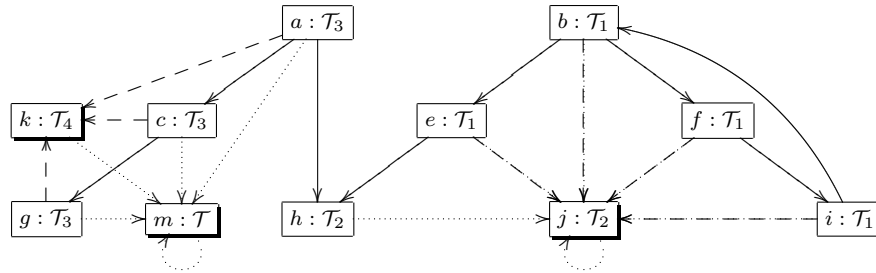 a : 𝒯₃ b : 𝒯₁
k : 𝒯₄ c : 𝒯₃ e : 𝒯₁ f : 𝒯₁
g : 𝒯₃ m : 𝒯 h : 𝒯₂ j : 𝒯₂ i : 𝒯₁